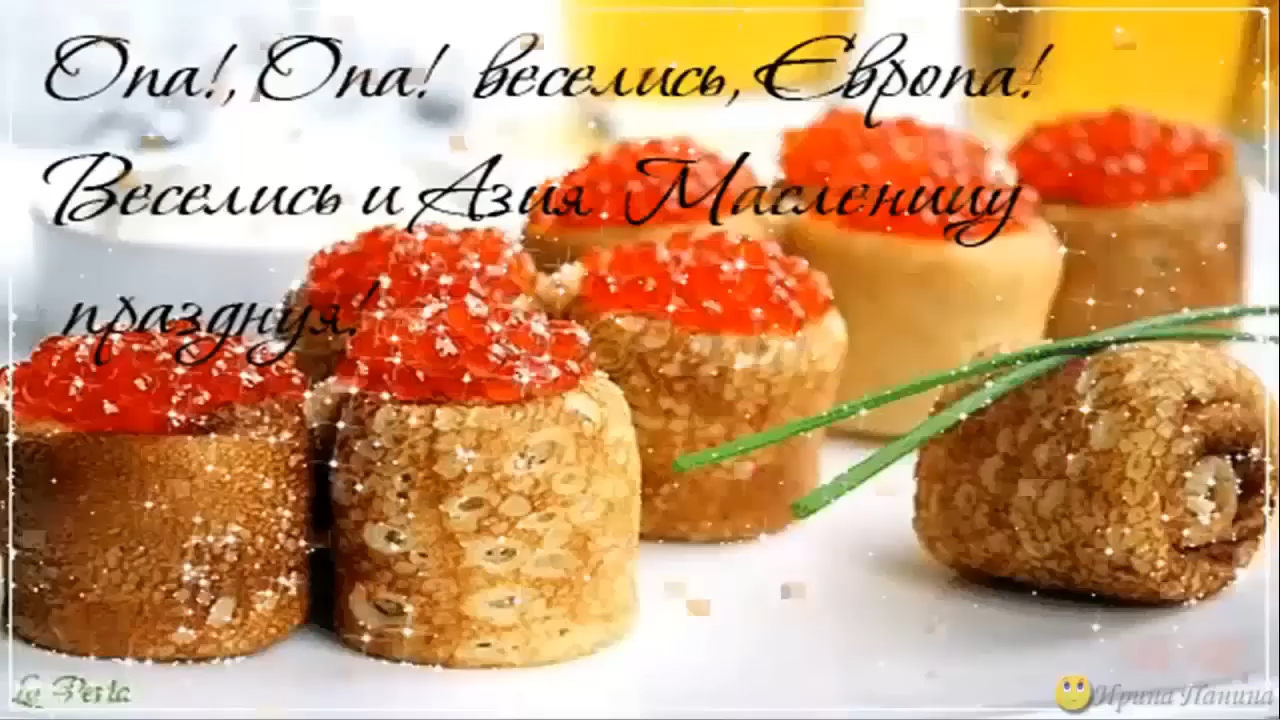 Опа!, Опа! веселись, Европа!
Веселись и Азия Масленицу
празднуя!
La Perla
Ирина Панина